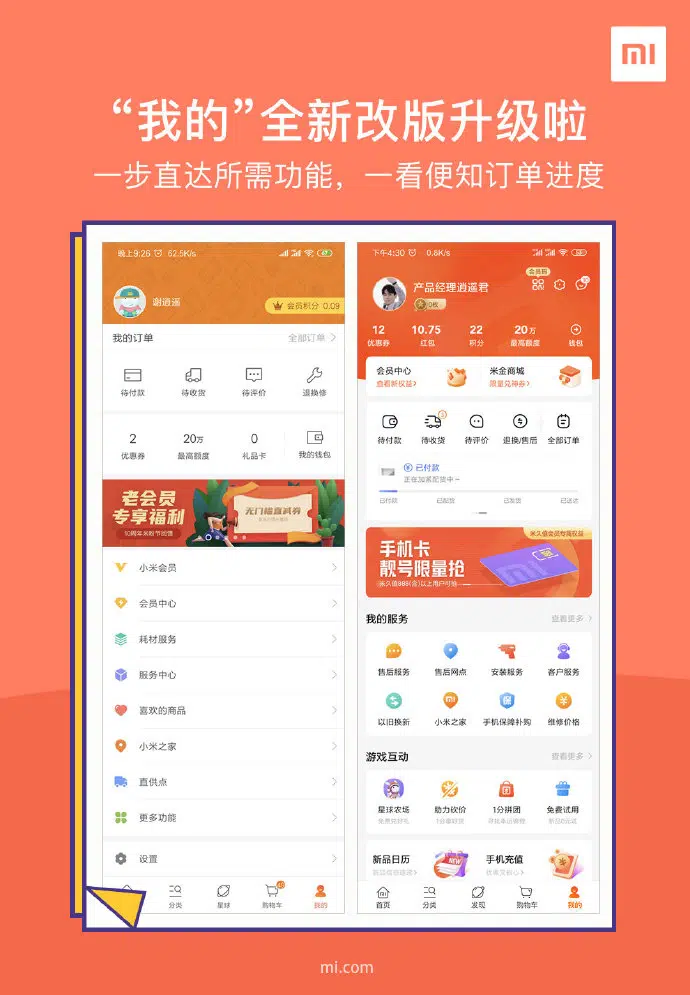 mi
“我的”全新改版升级啦
一步直达所需功能，一看便知订单进度
晚上9:26 62.5K/s
谢逍遥
会员积分 0.09
我的订单 全部订单
待付款 待收货 待评价 退换修
2 20万 0
优惠券 最高额度 礼品卡 我的钱包
老会员
专享福利
无门槛直减券
小米会员
会员中心
耗材服务
服务中心
喜欢的商品
小米之家
直供点
更多功能
设置
分类 星球 购物车 我的
下午4:30 0.6K/s
会员码
产品经理逍遥君
0枚
12 10.75 22 20万
优惠券 红包 积分 最高额度 钱包
会员中心 米金商城
查看新权益 限量兑神券
待付款 待收货 待评价 退换/售后 全部订单
已付款
正在加紧配货中
已付款 已配货 已发货 已送达
米久值会员专属权益
手机卡
靓号限量抢
我的服务 查看更多
售后服务 售后网点 安装服务 客户服务
以旧换新 小米之家 手机保障补购 维修价格
游戏互动 查看更多
星球农场 助力砍价 1分拼团 免费试用
新品日历 手机充值
首页 分类 发现 购物车 我的
mi.com